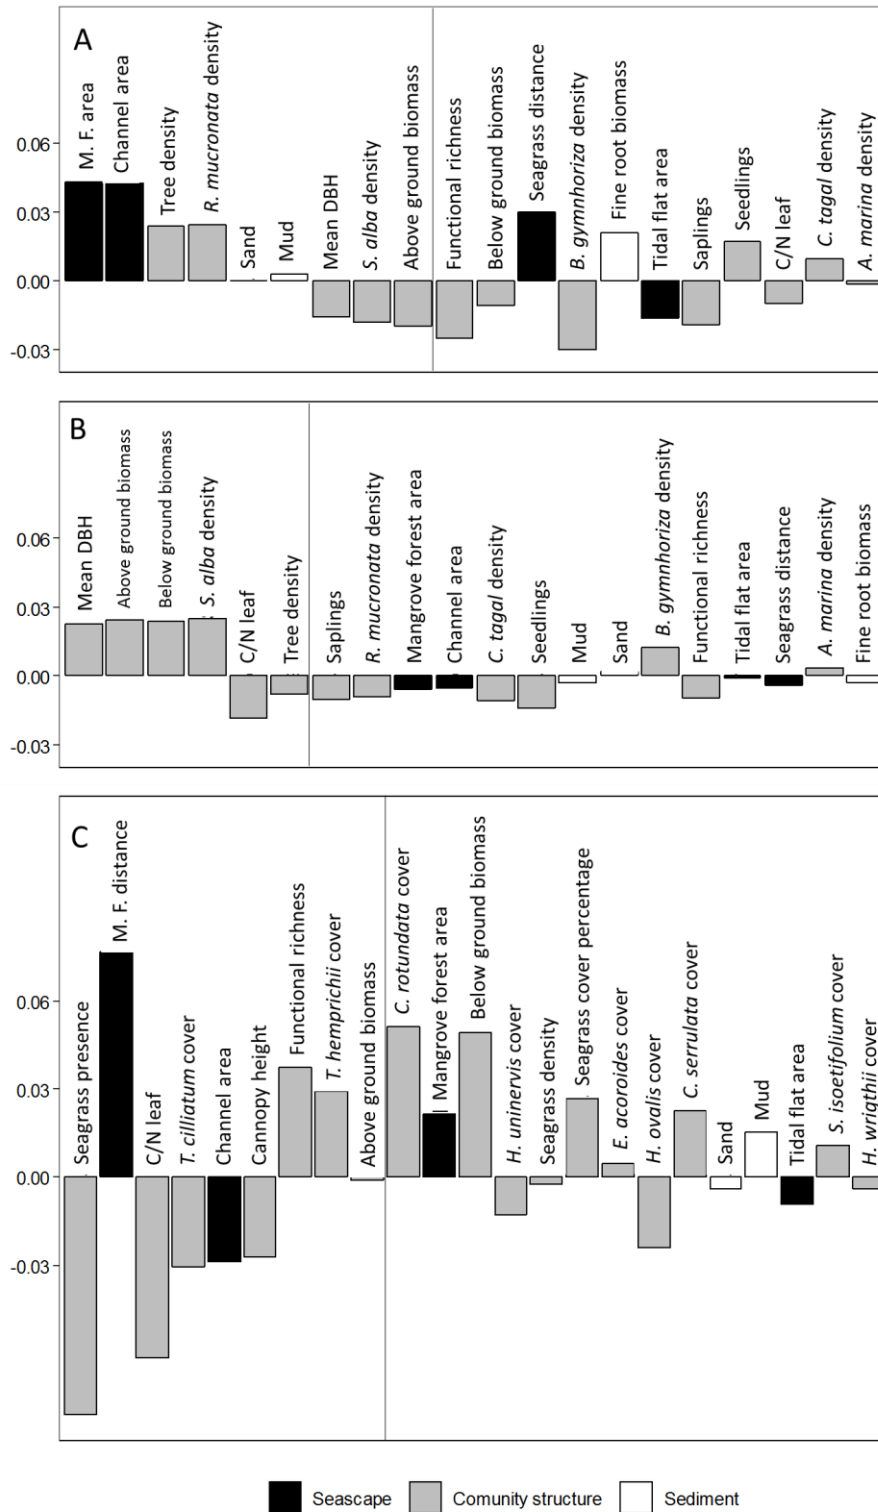 A
M. F. area
Channel area
Tree density
R. mucronata density
Sand
Mud
Mean DBH
S. alba density
Above ground biomass
Functional richness
Below ground biomass
Seagrass distance
B. gymnhoriza density
Fine root biomass
Tidal flat area
Saplings
Seedlings
C/N leaf
C. tagal density
A. marina density
0.06
0.03
0.00
-0.03
B
Mean DBH
Above ground biomass
Below ground biomass
S. alba density
C/N leaf
Tree density
Saplings
R. mucronata density
Mangrove forest area
Channel area
C. tagal density
Seedlings
Mud
Sand
B. gymnhoriza density
Functional richness
Tidal flat area
Seagrass distance
A. marina density
Fine root biomass
0.06
0.03
0.00
-0.03
C
Seagrass presence
M. F. distance
C/N leaf
T. cilliatum cover
Channel area
Cannopy height
Functional richness
T. hemprichii cover
Above ground biomass
C. rotundata cover
Mangrove forest area
Below ground biomass
H. uninervis cover
Seagrass density
Seagrass cover percentage
E. acoroides cover
H. ovalis cover
C. serrulata cover
Sand
Mud
Tidal flat area
S. isoetifolium cover
H. wriqthii cover
0.06
0.03
0.00
-0.03
Seascape
Comunity structure
Sediment